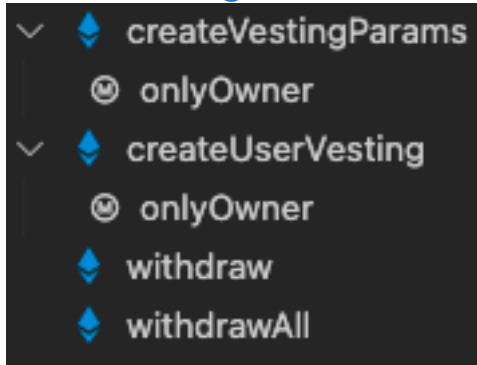 createVestingParams
onlyOwner
createUserVesting
onlyOwner
withdraw
withdrawAll